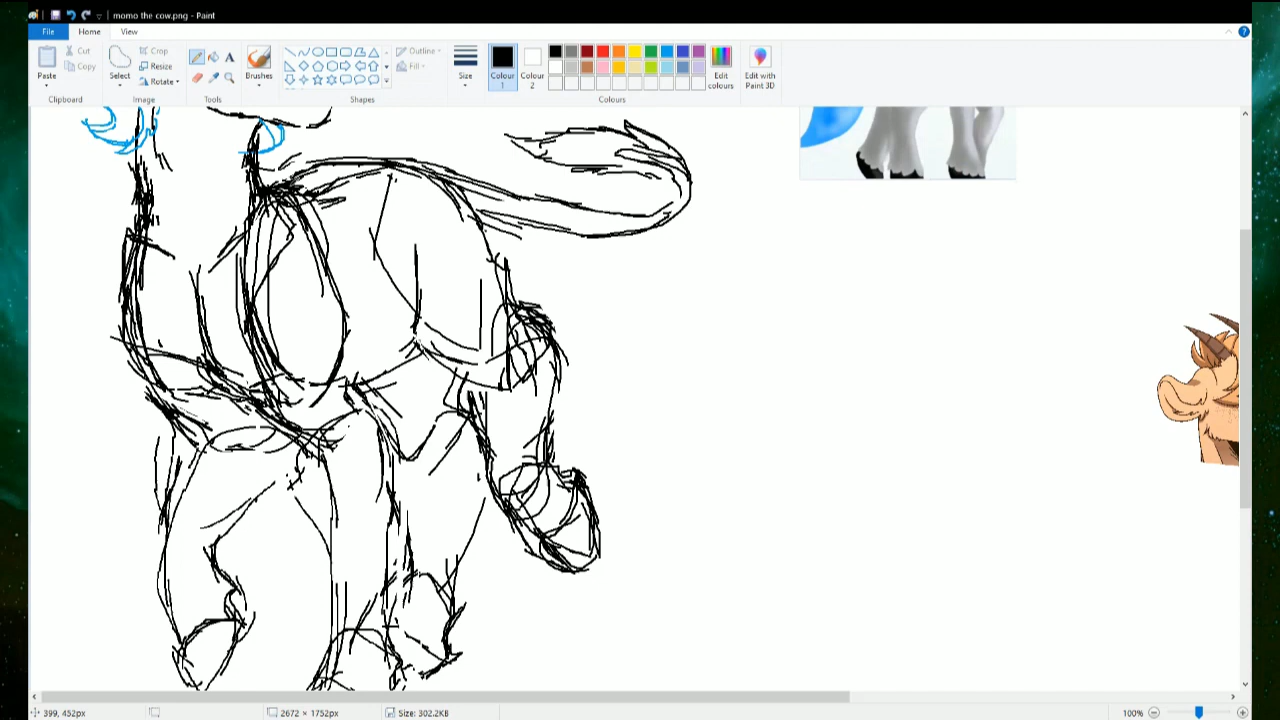 momo the cow.png - Paint
File Home View
Paste
Cut
Copy
Clipboard
Select
Crop
Resize
Rotate
Image
A
Tools
Brushes
Outline
Fill
Shapes
Size
Colour 1
Colour 2
Edit colours
Edit with Paint 3D
Colours
399, 452px
2672 × 1752px
Size: 302.2KB
100%